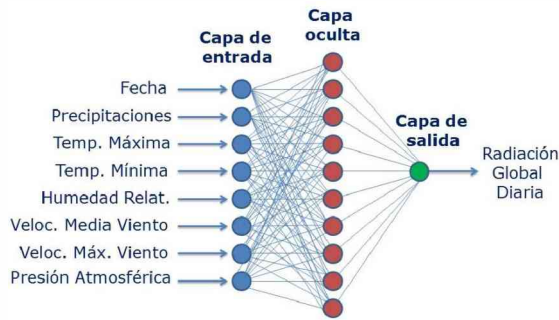 Capa de
entrada
Capa
oculta
Capa de
salida
Fecha
Precipitaciones
Temp. Máxima
Temp. Mínima
Humedad Relat.
Veloc. Media Viento
Veloc. Máx. Viento
Presión Atmosférica
Radiación
Global
Diaria